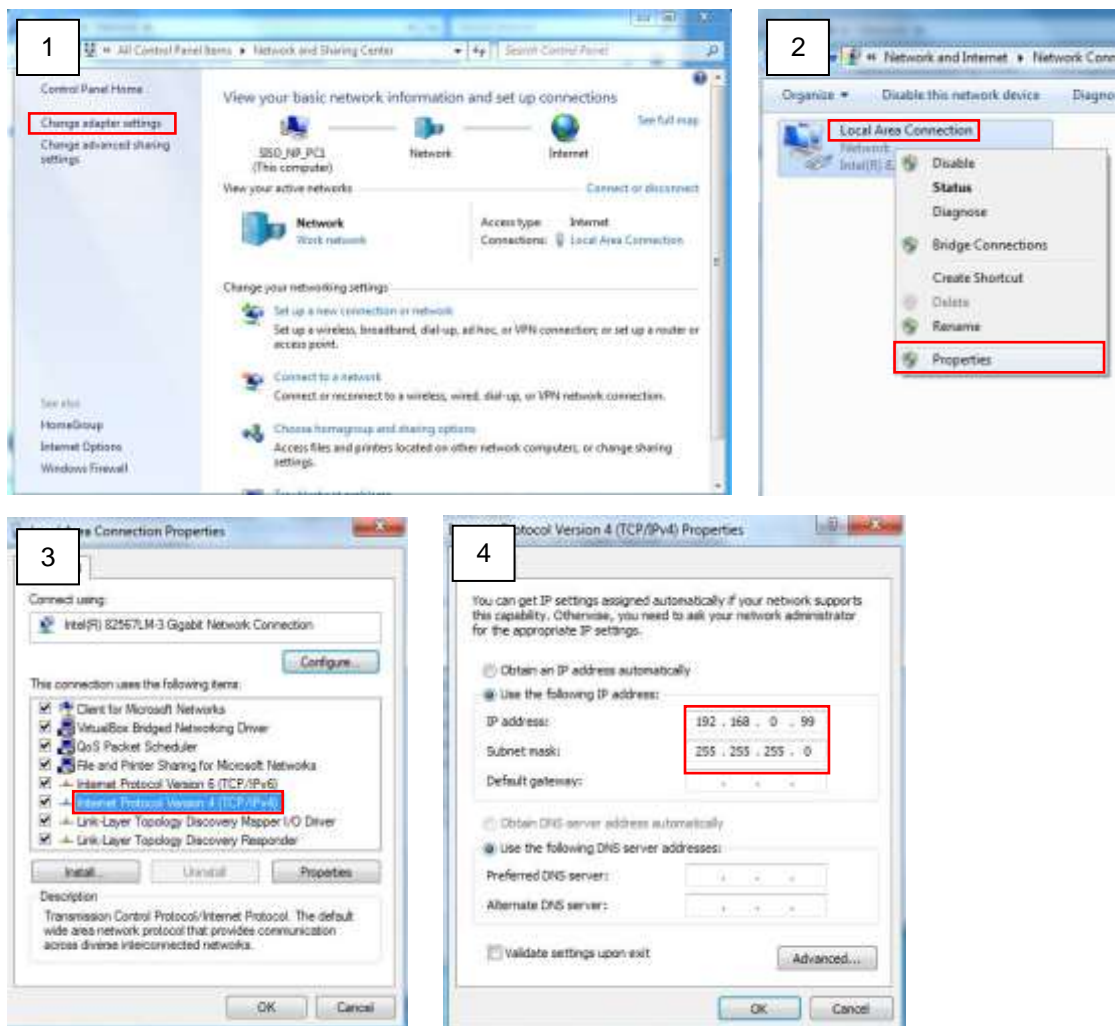 1
« All Control Panel Items ▸ Network and Sharing Center
Search Control Panel
Control Panel Home
Change adapter settings
Change advanced sharing
settings
See also
HomeGroup
Internet Options
Windows Firewall
View your basic network information and set up connections
See full map
SISO_NP_PC1
(This computer)
Network
Internet
View your active networks
Connect or disconnect
Network
Work network
Access type: Internet
Connections: Local Area Connection
Change your networking settings
Set up a new connection or network
Set up a wireless, broadband, dial-up, ad hoc, or VPN connection; or set up a router or
access point.
Connect to a network
Connect or reconnect to a wireless, wired, dial-up, or VPN network connection.
Choose homegroup and sharing options
Access files and printers located on other network computers, or change sharing
settings.
Troubleshoot problems
2
« Network and Internet ▸ Network Conn
Organize
Disable this network device
Diagno
Local Area Connection
Network
Intel(R) 8
Disable
Status
Diagnose
Bridge Connections
Create Shortcut
Delete
Rename
Properties
3
Connection Properties
Connect using:
Intel(R) 82567LM-3 Gigabit Network Connection
Configure...
This connection uses the following items:
Client for Microsoft Networks
VirtualBox Bridged Networking Driver
QoS Packet Scheduler
File and Printer Sharing for Microsoft Networks
Internet Protocol Version 6 (TCP/IPv6)
Internet Protocol Version 4 (TCP/IPv4)
Link-Layer Topology Discovery Mapper I/O Driver
Link-Layer Topology Discovery Responder
Install...
Uninstall
Properties
Description
Transmission Control Protocol/Internet Protocol. The default
wide area network protocol that provides communication
across diverse interconnected networks.
OK
Cancel
4
otocol Version 4 (TCP/IPv4) Properties
You can get IP settings assigned automatically if your network supports
this capability. Otherwise, you need to ask your network administrator
for the appropriate IP settings.
Obtain an IP address automatically
Use the following IP address:
IP address: 192 . 168 . 0 . 99
Subnet mask: 255 . 255 . 255 . 0
Default gateway: . . .
Obtain DNS server address automatically
Use the following DNS server addresses:
Preferred DNS server: . . .
Alternate DNS server: . . .
Validate settings upon exit
Advanced...
OK
Cancel